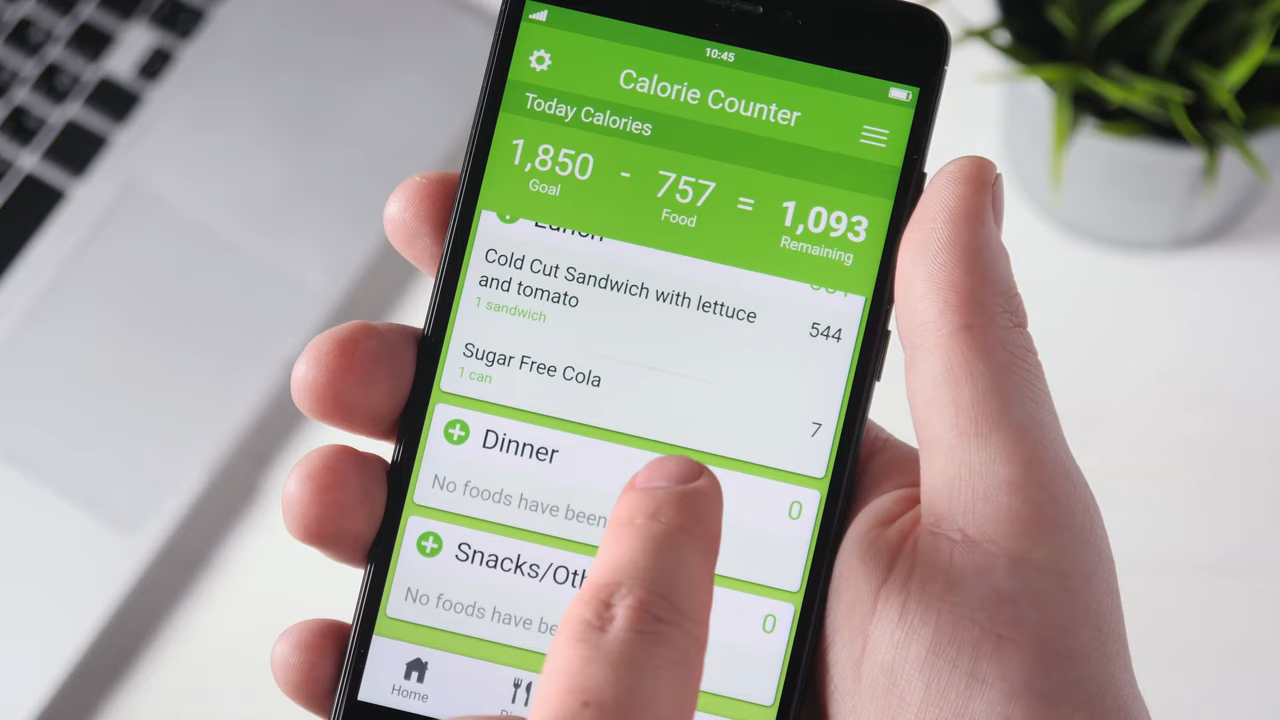 10:45
Calorie Counter
Today Calories
1,850 - 757 = 1,093
Goal Food Remaining
Lunch
Cold Cut Sandwich with lettuce
and tomato
544
1 sandwich
Sugar Free Cola
1 can
7
Dinner
0
No foods have been
Snacks/Oth
0
No foods have be
Home